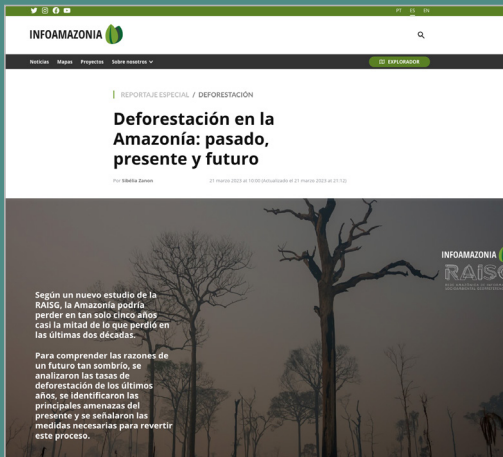 PT ES EN
INFOAMAZONIA
Noticias Mapas Proyectos Sobre nosotros
EXPLORADOR
REPORTAJE ESPECIAL / DEFORESTACIÓN
Deforestación en la
Amazonía: pasado,
presente y futuro
Por Sibélia Zanon 21 marzo 2023 at 10:00 (Actualizado el 21 marzo 2023 at 21:12)
INFOAMAZONIA
RAISG
Según un nuevo estudio de la
RAISG, la Amazonía podría
perder en tan solo cinco años
casi la mitad de lo que perdió en
las últimas dos décadas.
Para comprender las razones de
un futuro tan sombrío, se
analizaron las tasas de
deforestación de los últimos
años, se identificaron las
principales amenazas del
presente y se señalaron las
medidas necesarias para revertir
este proceso.